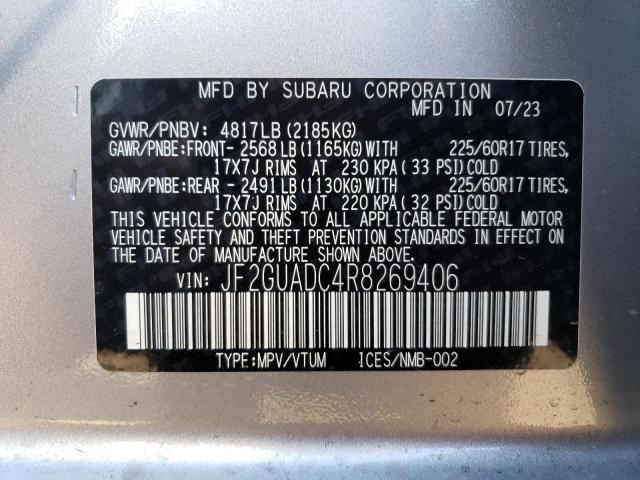 MFD BY SUBARU CORPORATION
MFD IN 07/23
GVWR/PNBV: 4817LB (2185KG)
GAWR/PNBE:FRONT- 2568LB (1165KG)WITH 225/60R17 TIRES,
17X7J RIMS AT 230 KPA (33 PSI)COLD
GAWR/PNBE:REAR - 2491LB (1130KG)WITH 225/60R17 TIRES,
17X7J RIMS AT 220 KPA (32 PSI)COLD
THIS VEHICLE CONFORMS TO ALL APPLICABLE FEDERAL MOTOR
VEHICLE SAFETY AND THEFT PREVENTION STANDARDS IN EFFECT ON
THE DATE OF MANUFACTURE SHOWN ABOVE.
VIN: JF2GUADC4R8269406
TYPE:MPV/VTUM ICES/NMB-002